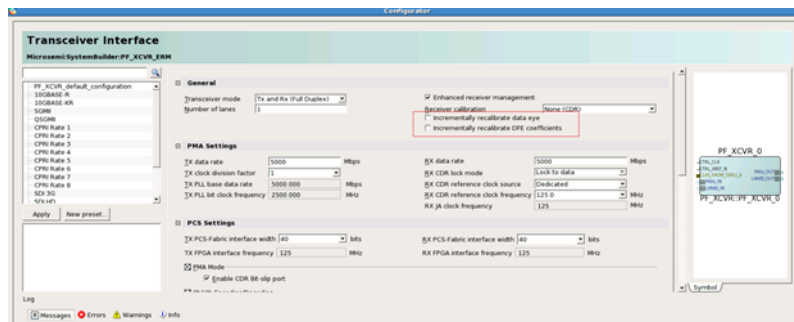 Configurator
Transceiver Interface
Microsemi:SystemBuilder:PF_XCVR_ERM
PF_XCVR_default_configuration
10GBASE-R
10GBASE-KR
SGMII
QSGMII
CPRI Rate 1
CPRI Rate 2
CPRI Rate 3
CPRI Rate 4
CPRI Rate 5
CPRI Rate 6
CPRI Rate 7
CPRI Rate 8
SDI 3G
SDI HD
Apply New preset...
General
Transceiver mode Tx and Rx (Full Duplex)
Enhanced receiver management
Number of lanes 1
Receiver calibration None (CDR)
Incrementally recalibrate data eye
Incrementally recalibrate DFE coefficients
PMA Settings
TX data rate 5000 Mbps
RX data rate 5000 Mbps
TX clock division factor 1
RX CDR lock mode Lock to data
TX PLL base data rate 5000.000 Mbps
RX CDR reference clock source Dedicated
TX PLL bit clock frequency 2500.000 MHz
RX CDR reference clock frequency 125.0 MHz
RX JA clock frequency 125 MHz
PCS Settings
TX PCS-Fabric interface width 40 bits
RX PCS-Fabric interface width 40 bits
TX FPGA interface frequency 125 MHz
RX FPGA interface frequency 125 MHz
PMA Mode
Enable CDR Bit-slip port
PF_XCVR_0
CTRL_CLK
PF_XCVR:PF_XCVR_0
Symbol
Log
Messages Errors Warnings Info